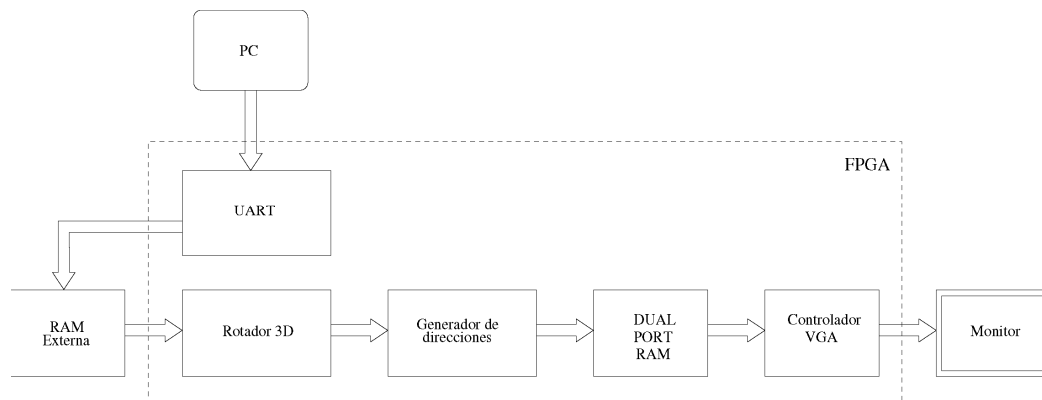 PC
FPGA
UART
RAM
Externa
Rotador 3D
Generador de
direcciones
DUAL
PORT
RAM
Controlador
VGA
Monitor